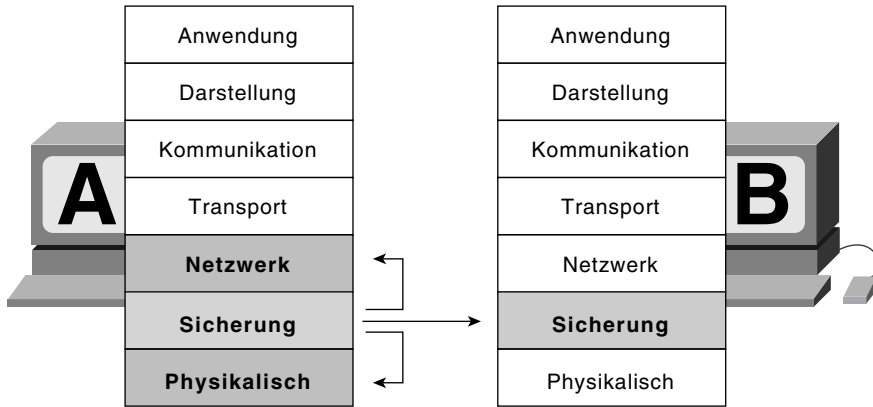 Anwendung
Darstellung
Kommunikation
Transport
Netzwerk
Sicherung
Physikalisch
A
Anwendung
Darstellung
Kommunikation
Transport
Netzwerk
Sicherung
Physikalisch
B